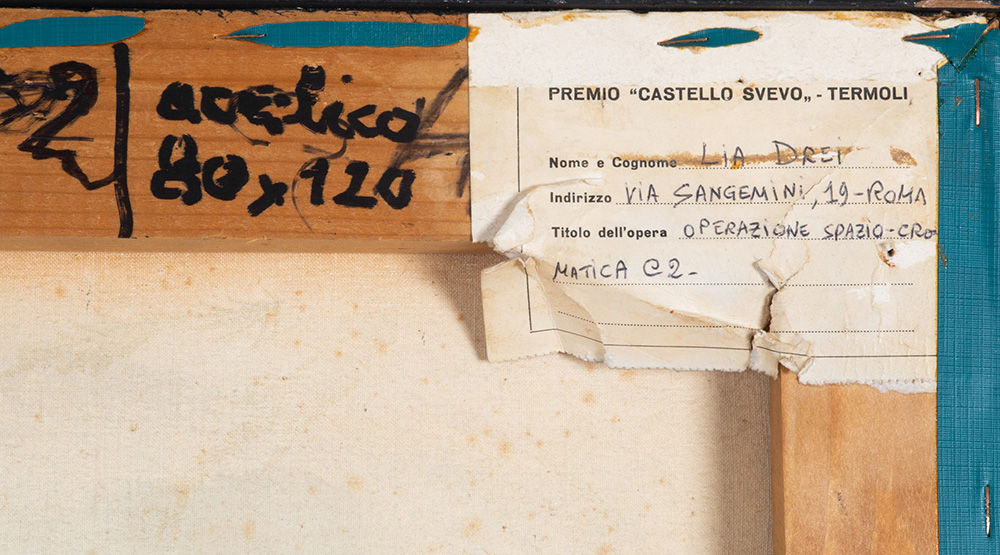 2
acrilico
80x120
PREMIO "CASTELLO SVEVO„ - TERMOLI
Nome e Cognome LIA DREI
Indirizzo VIA SANGEMINI, 19-ROMA
Titolo dell'opera OPERAZIONE SPAZIO-CRO
MATICA C2-